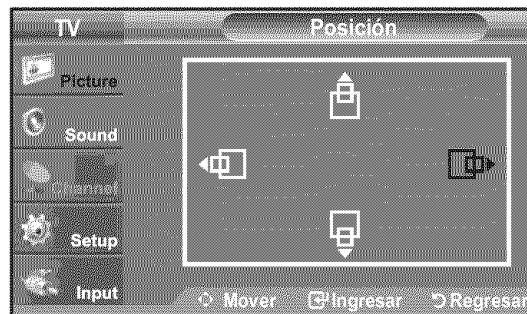 TV
Posición
Picture
Sound
Channel
Setup
Input
Mover Ingresar Regresar